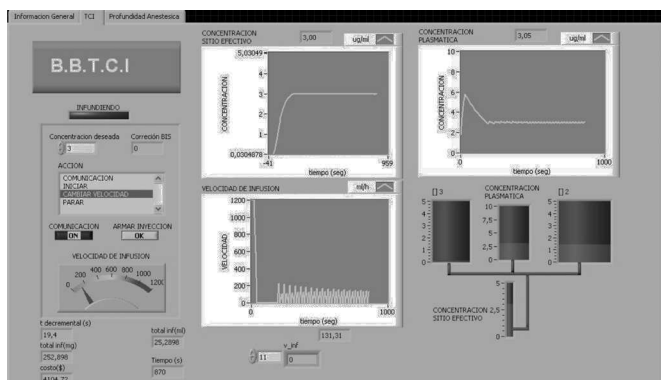 Informacion General TCI Profundidad Anestesica
B.B.T.C.I
INFUNDIENDO
Concentracion deseada
Correción BIS
3
0
ACCION
COMUNICACION
INICIAR
CAMBIAR VELOCIDAD
PARAR
COMUNICACION
ARMAR INYECCION
ON
OK
VELOCIDAD DE INFUSION
0 200 400 600 800 1000 1200
t decremental (s)
19,4
total inf(ml)
25,2898
total inf(mg)
252,898
Tiempo (s)
870
costo($)
CONCENTRACION
SITIO EFECTIVO
3,00
ug/ml
5,03049
4
3
2
1
0,0304878
CONCENTRACION
-41
959
tiempo (seg)
VELOCIDAD DE INFUSION
ml/h
1200
1000
800
600
400
200
0
VELOCIDAD
0
1000
tiempo (seg)
131,31
v_inf
11
0
CONCENTRACION
PLASMATICA
3,05
ug/ml
10
8
6
4
2
0
CONCENTRACION
0
1000
tiempo (seg)
[] 3
5
4
3
2
1
0
CONCENTRACION
PLASMATICA
10
7,5
5
2,5
0
[] 2
5
4
3
2
1
0
CONCENTRACION
SITIO EFECTIVO
5
2,5
0